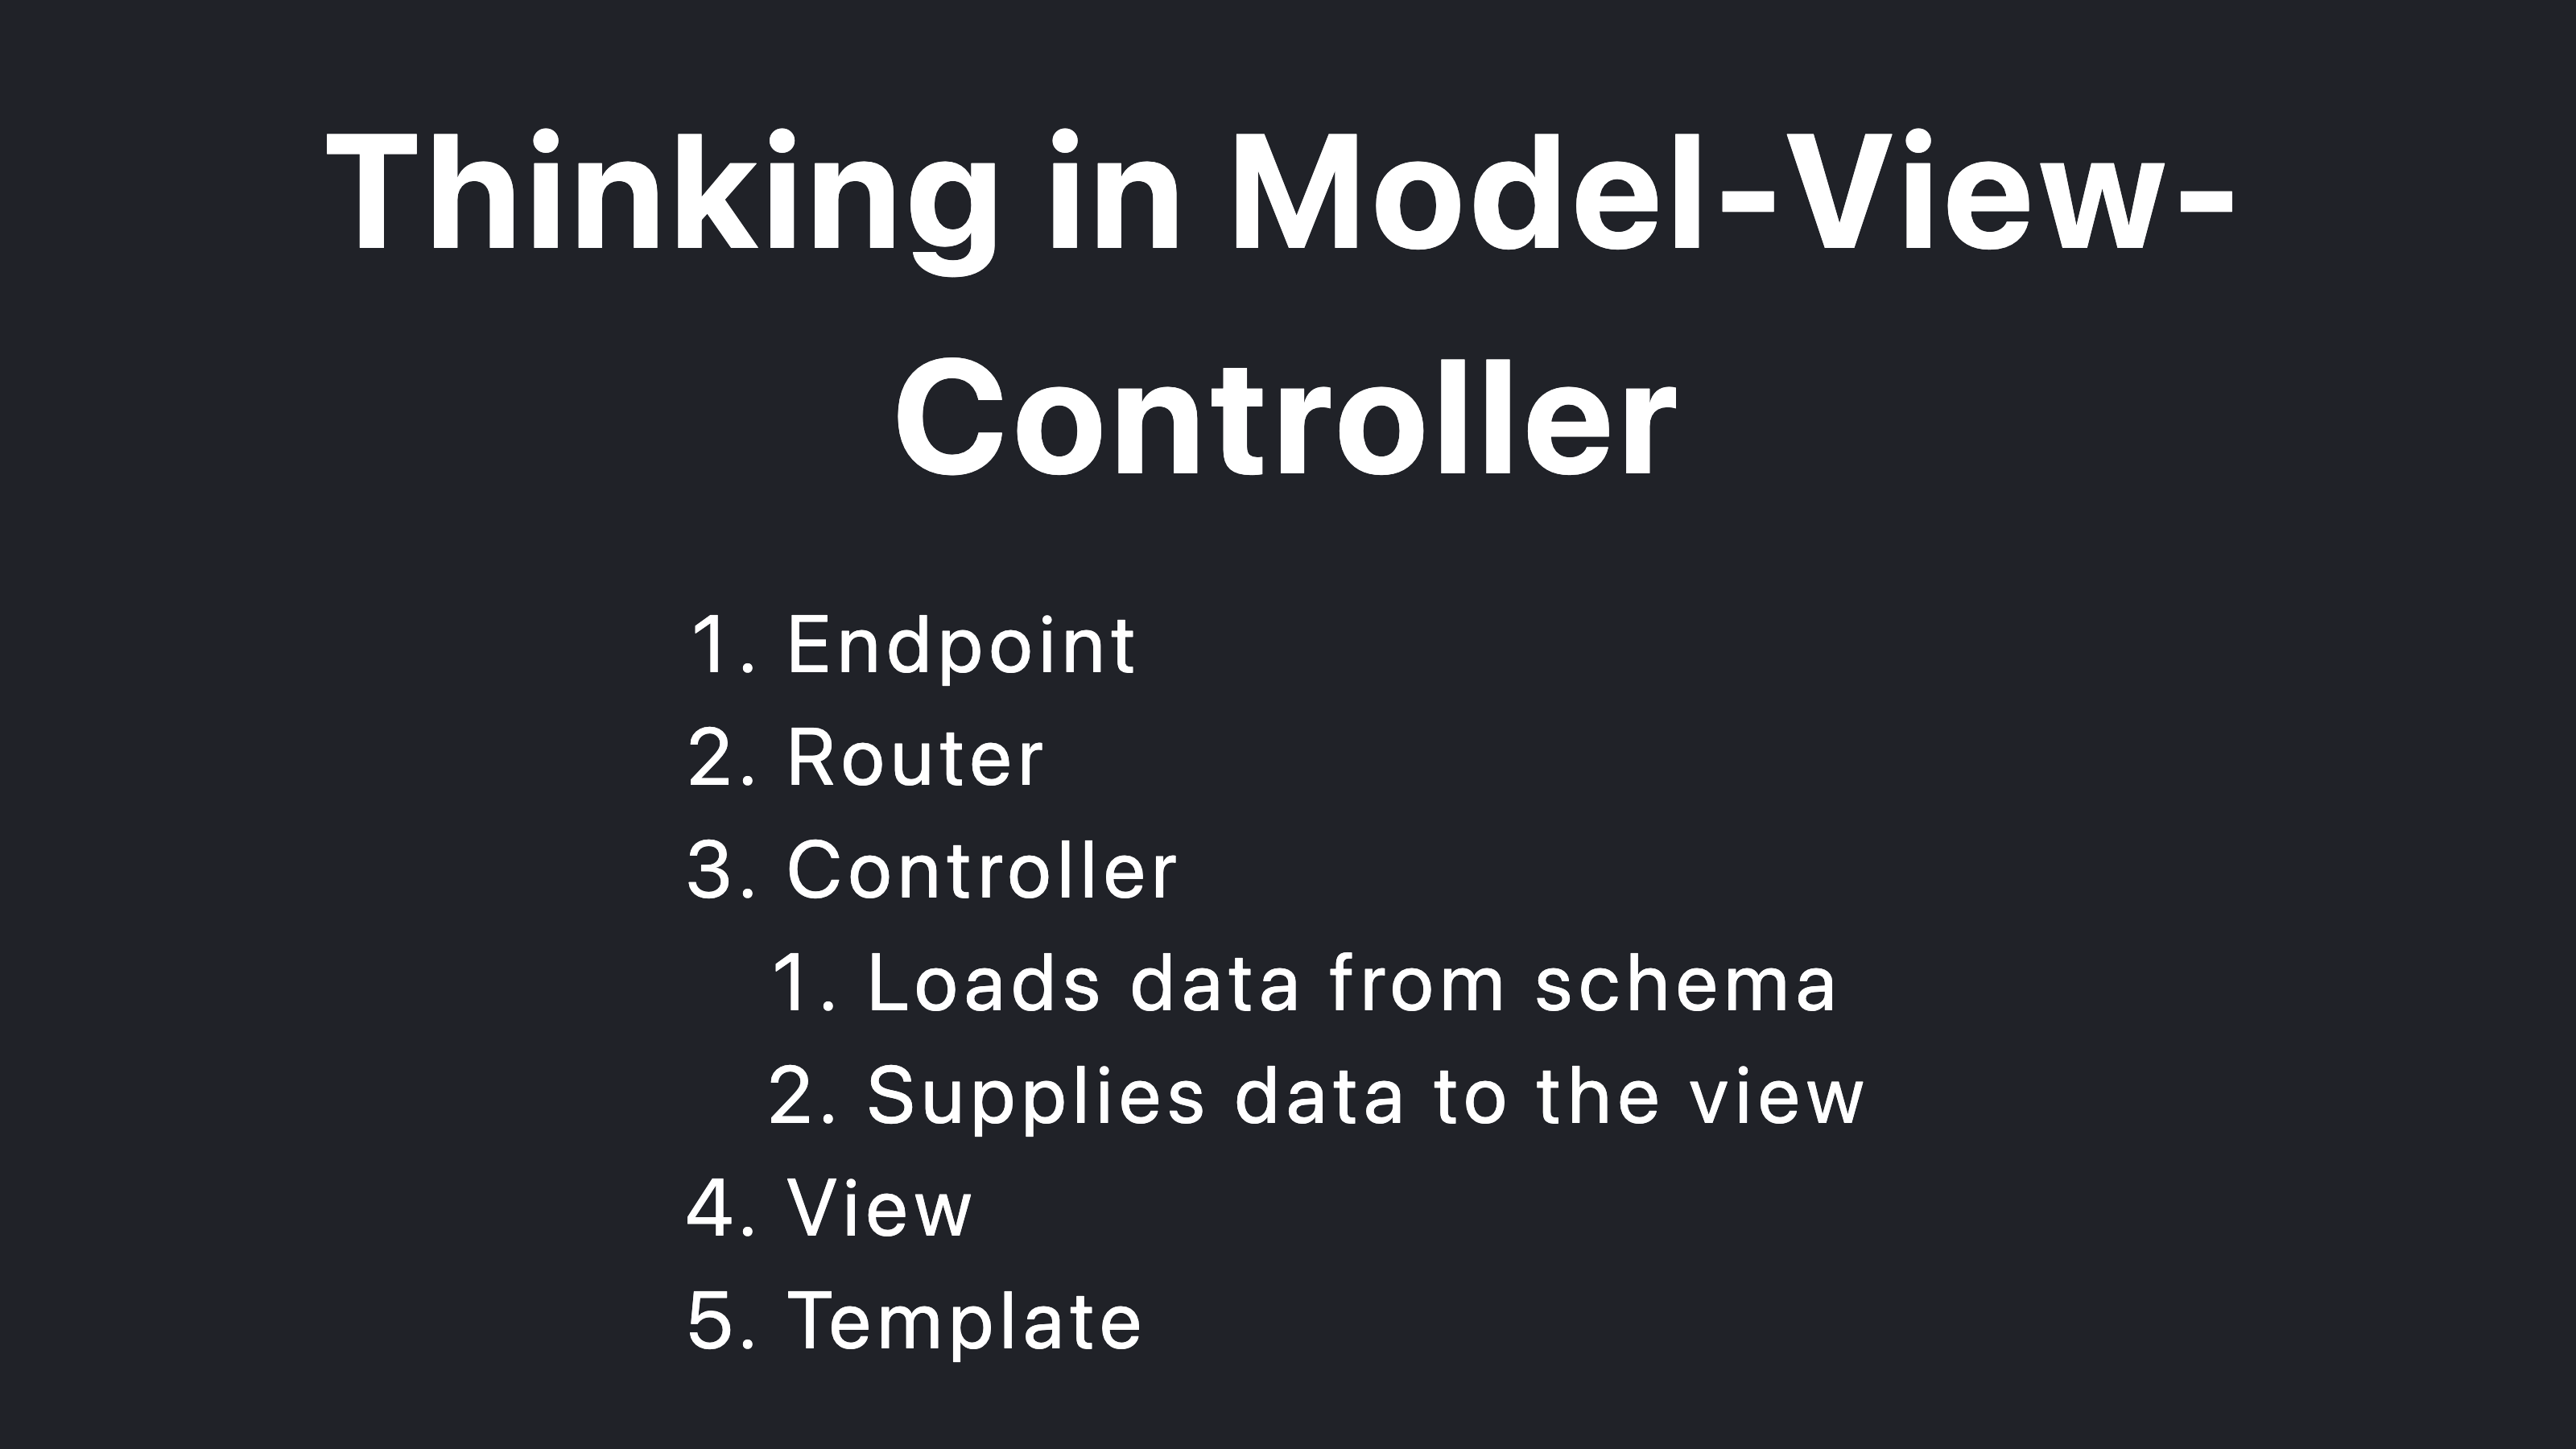 Thinking in Model-View-
Controller
1. Endpoint
2. Router
3. Controller
1. Loads data from schema
2. Supplies data to the view
4. View
5. Template